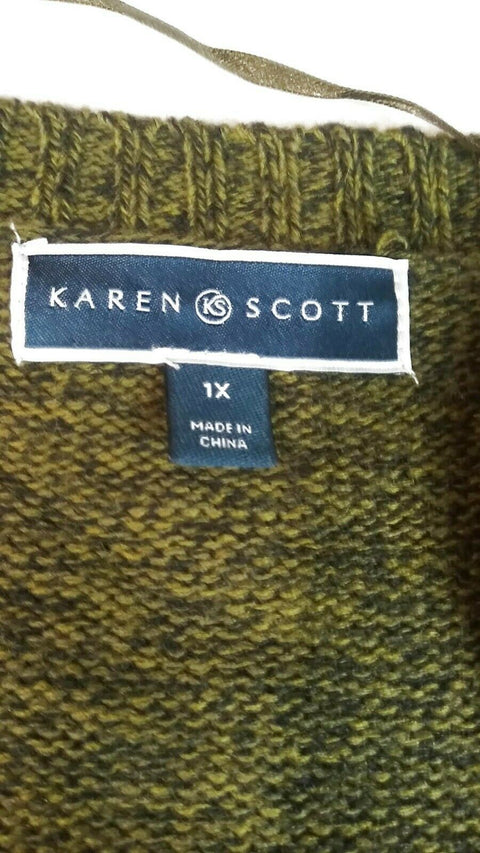 KAREN KS SCOTT
1X
MADE IN
CHINA